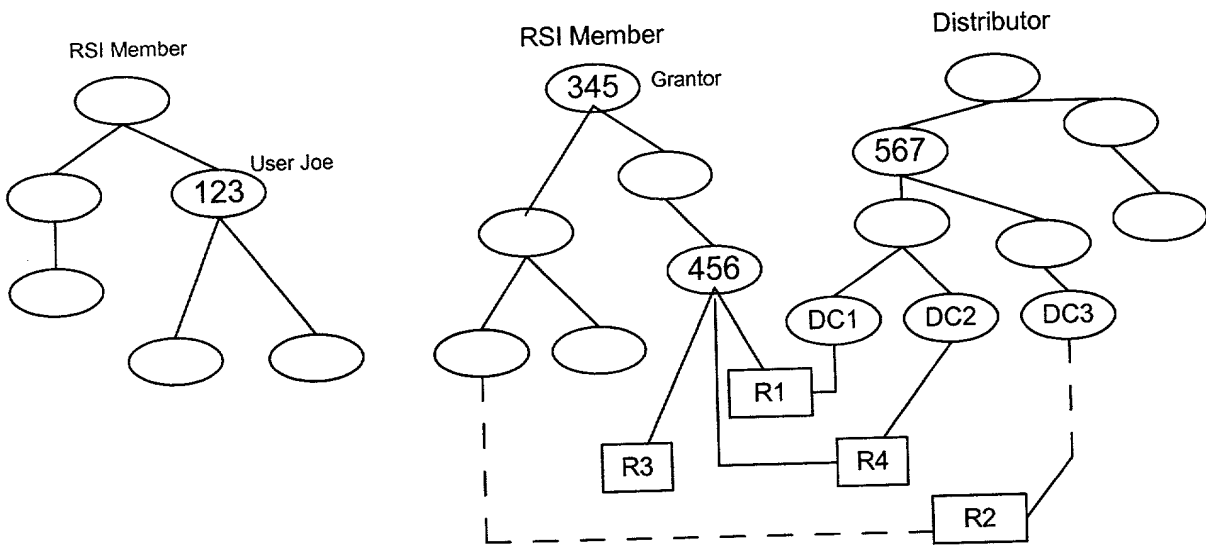 RSI Member
User Joe
123
RSI Member
345
Grantor
456
Distributor
567
DC1
DC2
DC3
R1
R3
R4
R2